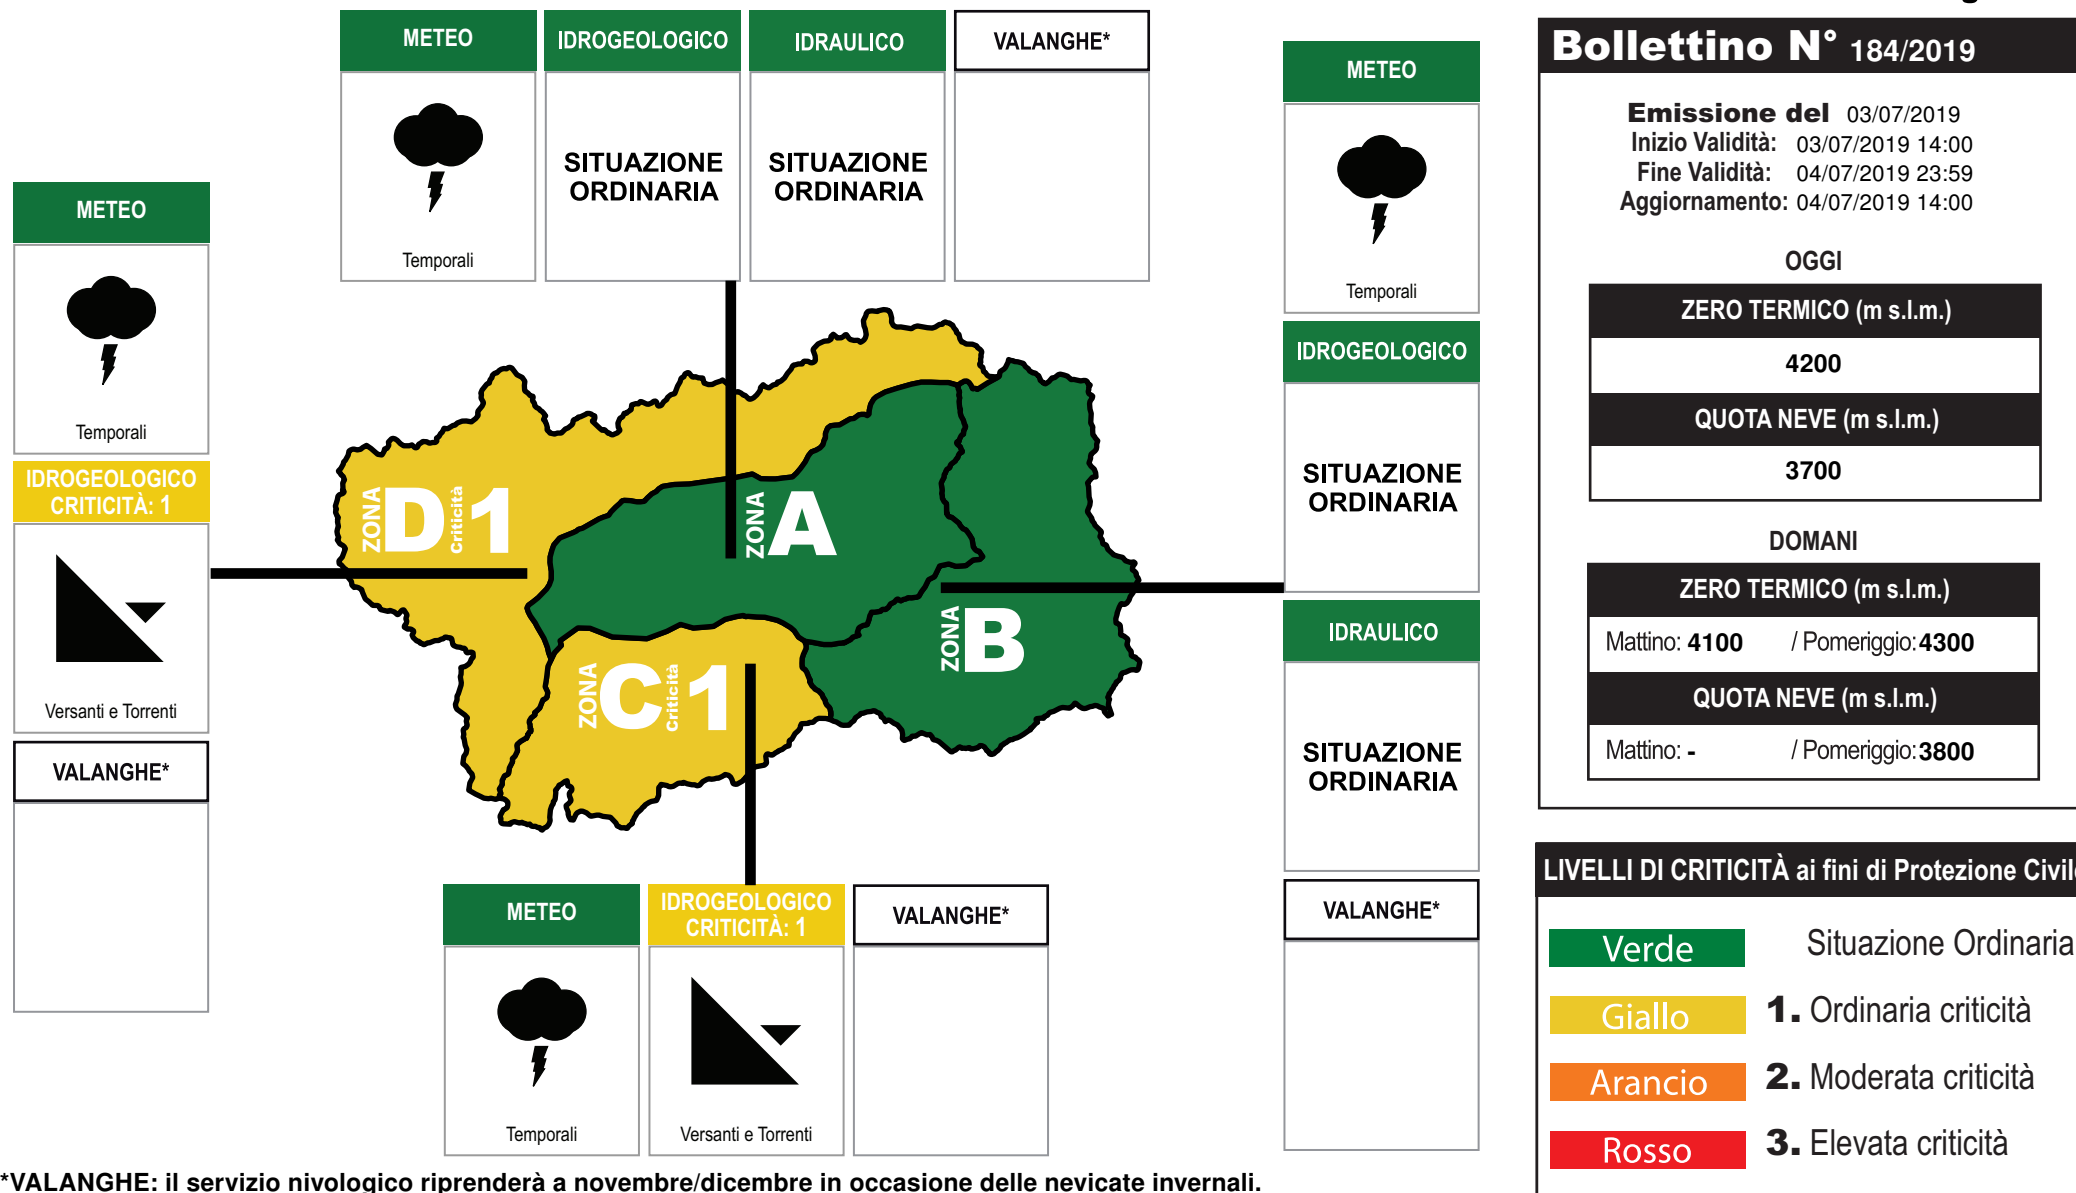 METEO
IDROGEOLOGICO
IDRAULICO
VALANGHE*
Temporali
SITUAZIONE
ORDINARIA
SITUAZIONE
ORDINARIA
METEO
Temporali
IDROGEOLOGICO
CRITICITÀ: 1
Versanti e Torrenti
VALANGHE*
ZONA D Criticità 1
ZONA A
ZONA B
ZONA C Criticità 1
METEO
Temporali
IDROGEOLOGICO
SITUAZIONE
ORDINARIA
IDRAULICO
SITUAZIONE
ORDINARIA
VALANGHE*
METEO
IDROGEOLOGICO
CRITICITÀ: 1
VALANGHE*
Temporali
Versanti e Torrenti
*VALANGHE: il servizio nivologico riprenderà a novembre/dicembre in occasione delle nevicate invernali.
Bollettino N° 184/2019
Emissione del 03/07/2019
Inizio Validità: 03/07/2019 14:00
Fine Validità: 04/07/2019 23:59
Aggiornamento: 04/07/2019 14:00
OGGI
ZERO TERMICO (m s.l.m.)
4200
QUOTA NEVE (m s.l.m.)
3700
DOMANI
ZERO TERMICO (m s.l.m.)
Mattino: 4100 / Pomeriggio: 4300
QUOTA NEVE (m s.l.m.)
Mattino: - / Pomeriggio: 3800
LIVELLI DI CRITICITÀ ai fini di Protezione Civile
Verde Situazione Ordinaria
Giallo 1. Ordinaria criticità
Arancio 2. Moderata criticità
Rosso 3. Elevata criticità